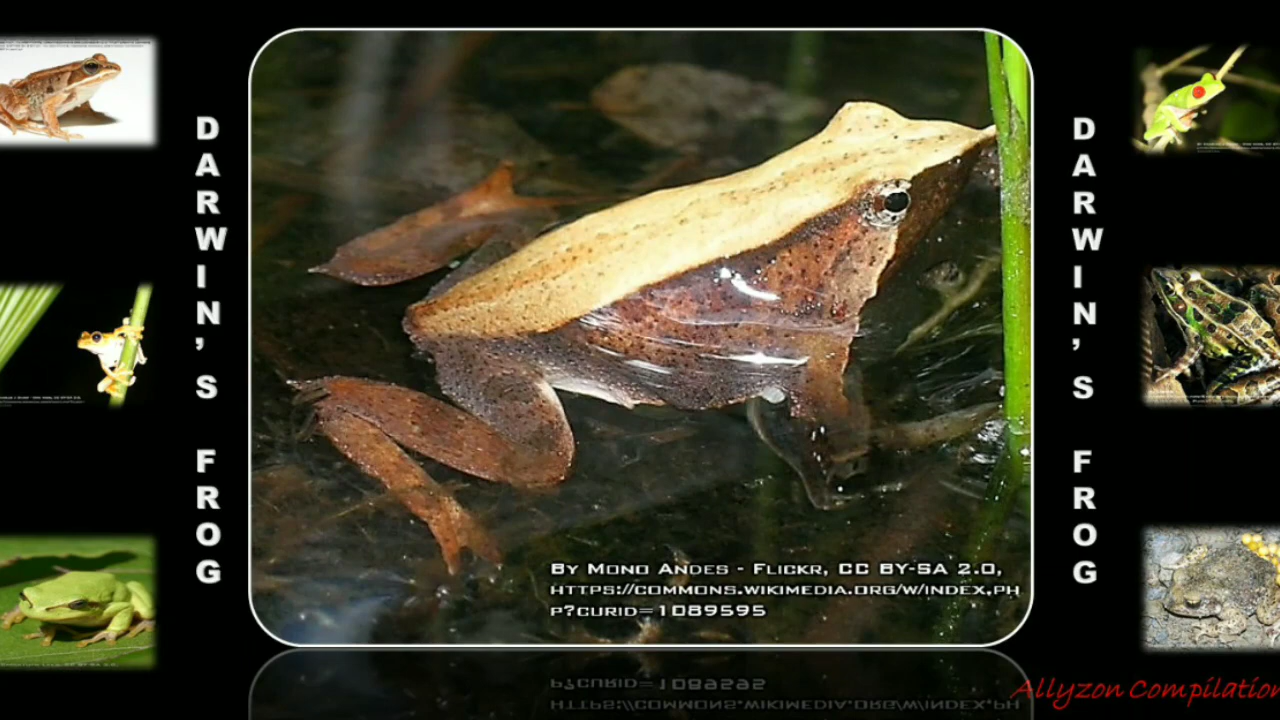 DARWIN'S FROG
DARWIN'S FROG
BY MONO ANDES - FLICKR, CC BY-SA 2.0,
HTTPS://COMMONS.WIKIMEDIA.ORG/W/INDEX.PH
P?CURID=1089595
Allyzon Compilation